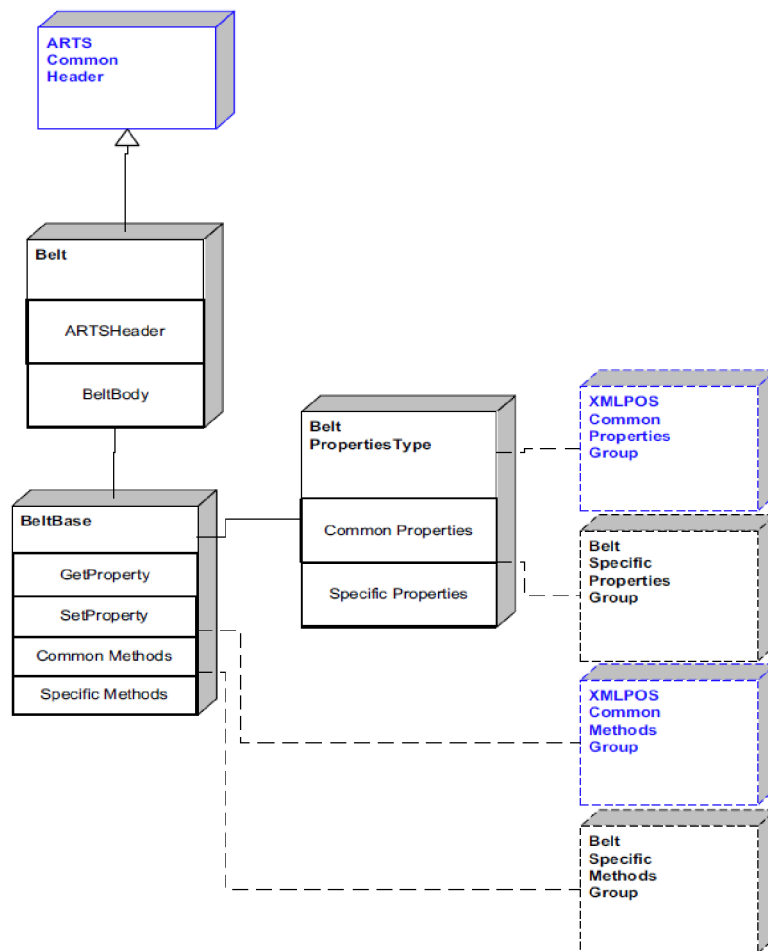 ARTS
Common
Header
Belt
ARTSHeader
BeltBody
Belt
PropertiesType
Common Properties
Specific Properties
BeltBase
GetProperty
SetProperty
Common Methods
Specific Methods
XMLPOS
Common
Properties
Group
Belt
Specific
Properties
Group
XMLPOS
Common
Methods
Group
Belt
Specific
Methods
Group